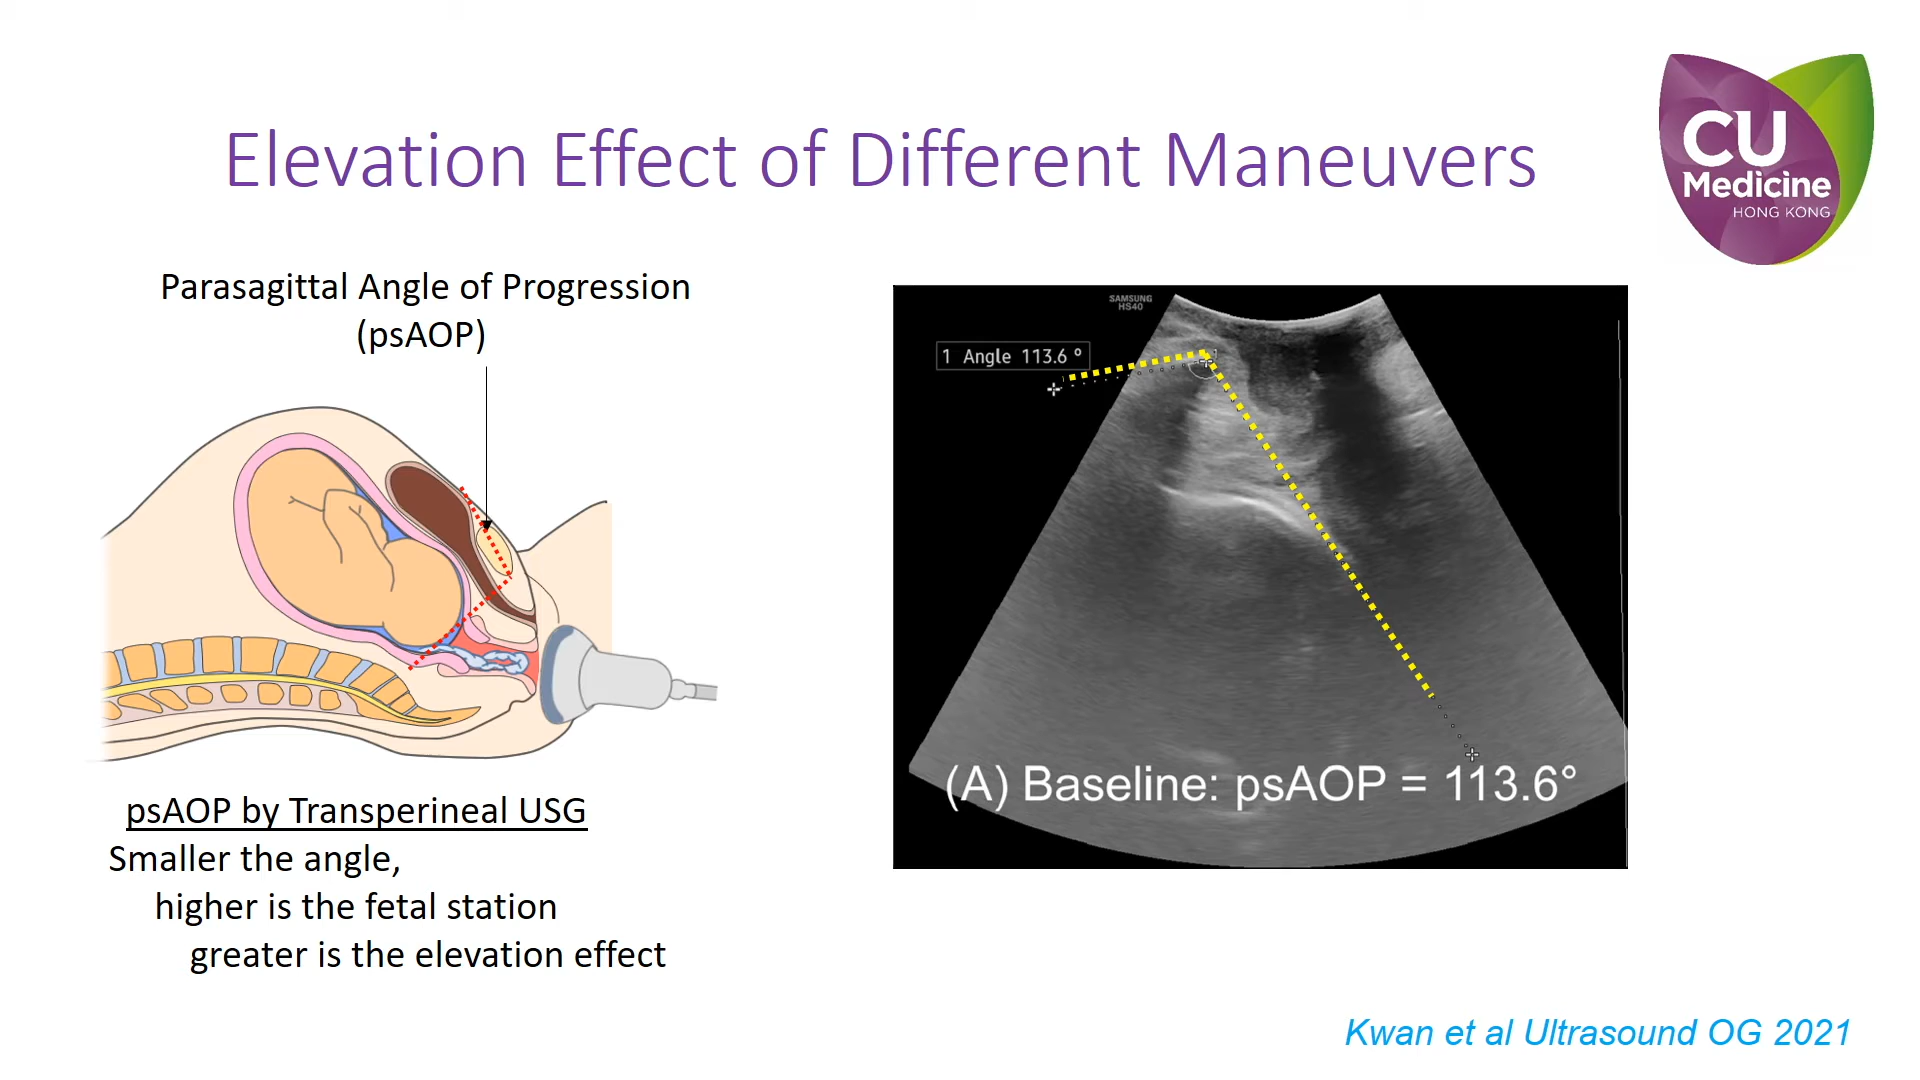 CU
Medicine
HONG KONG
Elevation Effect of Different Maneuvers
Parasagittal Angle of Progression
(psAOP)
psAOP by Transperineal USG
Smaller the angle,
higher is the fetal station
greater is the elevation effect
SAMSUNG
HS40
1 Angle 113.6 º
(A) Baseline: psAOP = 113.6°
Kwan et al Ultrasound OG 2021